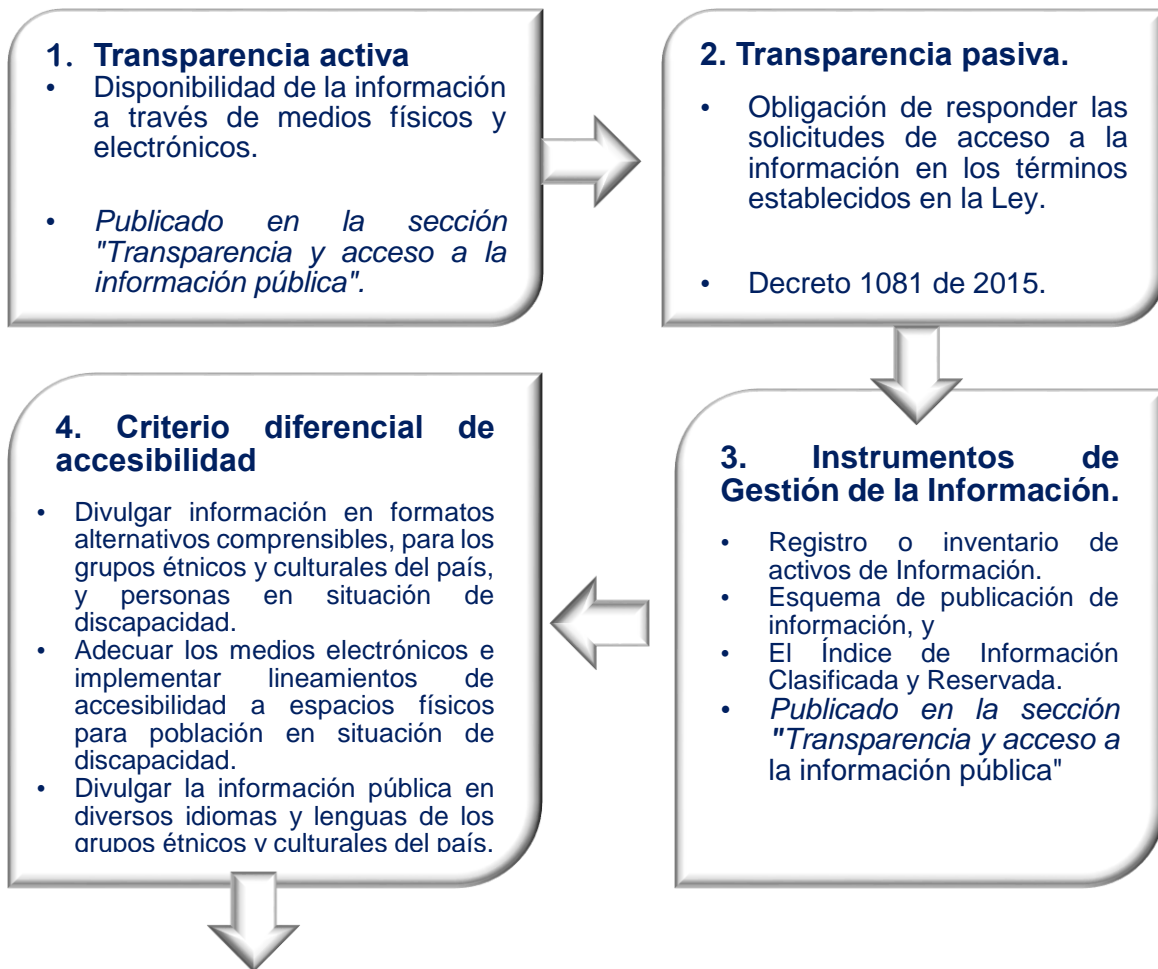 1. Transparencia activa
• Disponibilidad de la información
a través de medios físicos y
electrónicos.
• Publicado en la sección
"Transparencia y acceso a la
información pública".
2. Transparencia pasiva.
• Obligación de responder las
solicitudes de acceso a la
información en los términos
establecidos en la Ley.
• Decreto 1081 de 2015.
3. Instrumentos de
Gestión de la Información.
• Registro o inventario de
activos de Información.
• Esquema de publicación de
información, y
• El Índice de Información
Clasificada y Reservada.
• Publicado en la sección
"Transparencia y acceso a
la información pública"
4. Criterio diferencial de
accesibilidad
• Divulgar información en formatos
alternativos comprensibles, para los
grupos étnicos y culturales del país,
y personas en situación de
discapacidad.
• Adecuar los medios electrónicos e
implementar lineamientos de
accesibilidad a espacios físicos
para población en situación de
discapacidad.
• Divulgar la información pública en
diversos idiomas y lenguas de los
grupos étnicos y culturales del país.